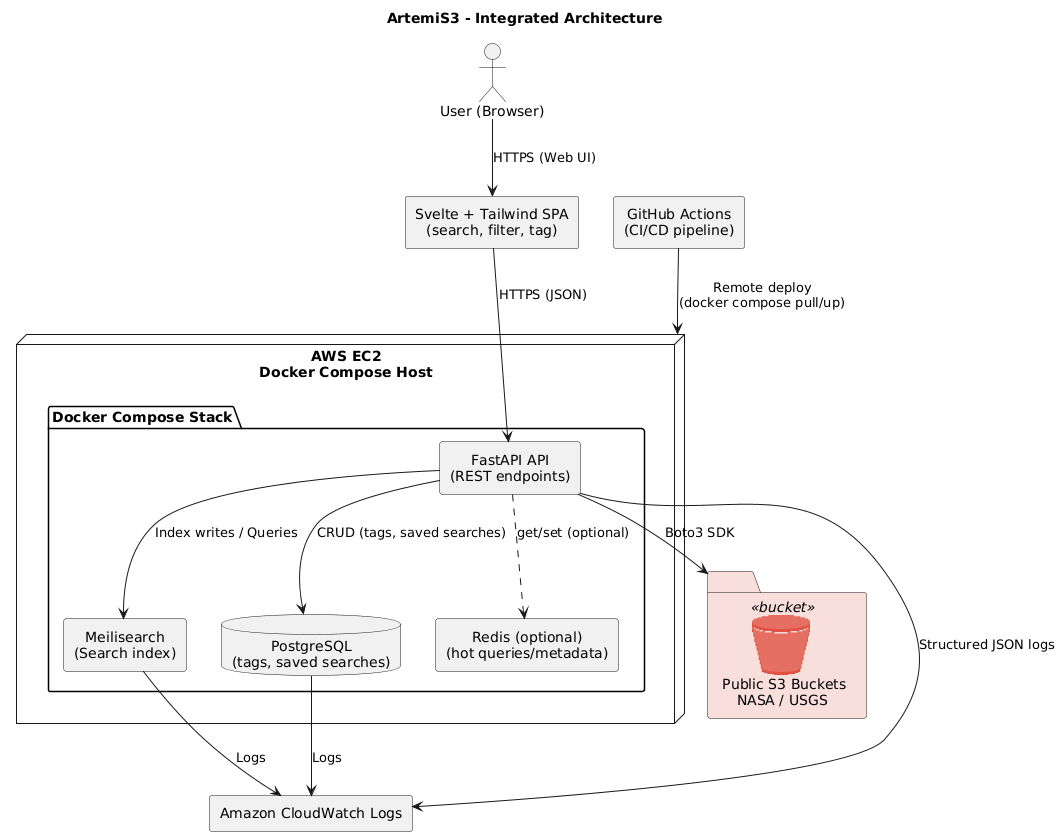 ArtemiS3 - Integrated Architecture
User (Browser)
HTTPS (Web UI)
Svelte + Tailwind SPA
(search, filter, tag)
GitHub Actions
(CI/CD pipeline)
HTTPS (JSON)
Remote deploy
(docker compose pull/up)
AWS EC2
Docker Compose Host
Docker Compose Stack
FastAPI API
(REST endpoints)
Index writes / Queries
CRUD (tags, saved searches)
get/set (optional)
Boto3 SDK
Meilisearch
(Search index)
PostgreSQL
(tags, saved searches)
Redis (optional)
(hot queries/metadata)
«bucket»
Public S3 Buckets
NASA / USGS
Structured JSON logs
Logs
Logs
Amazon CloudWatch Logs